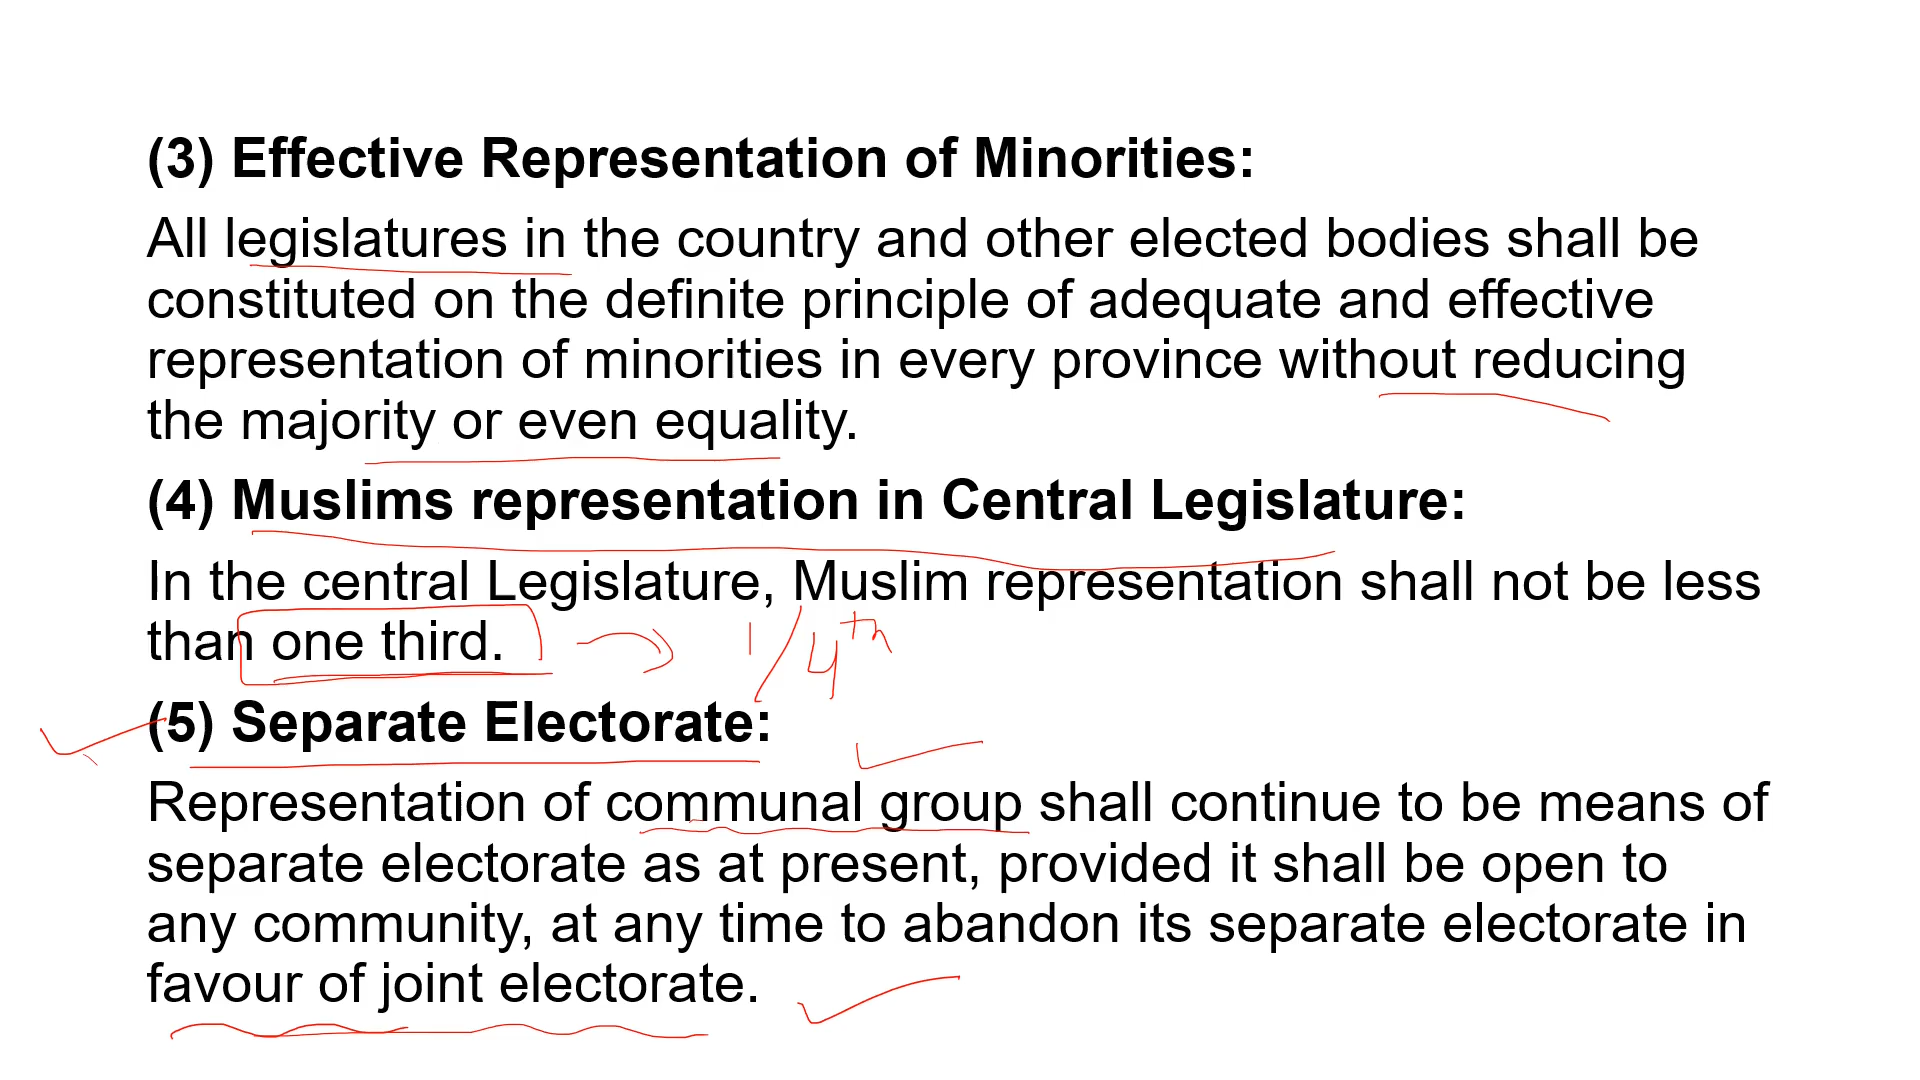 (3) Effective Representation of Minorities:
All legislatures in the country and other elected bodies shall be
constituted on the definite principle of adequate and effective
representation of minorities in every province without reducing
the majority or even equality.
(4) Muslims representation in Central Legislature:
In the central Legislature, Muslim representation shall not be less
than one third. 1/4th
(5) Separate Electorate:
Representation of communal group shall continue to be means of
separate electorate as at present, provided it shall be open to
any community, at any time to abandon its separate electorate in
favour of joint electorate.